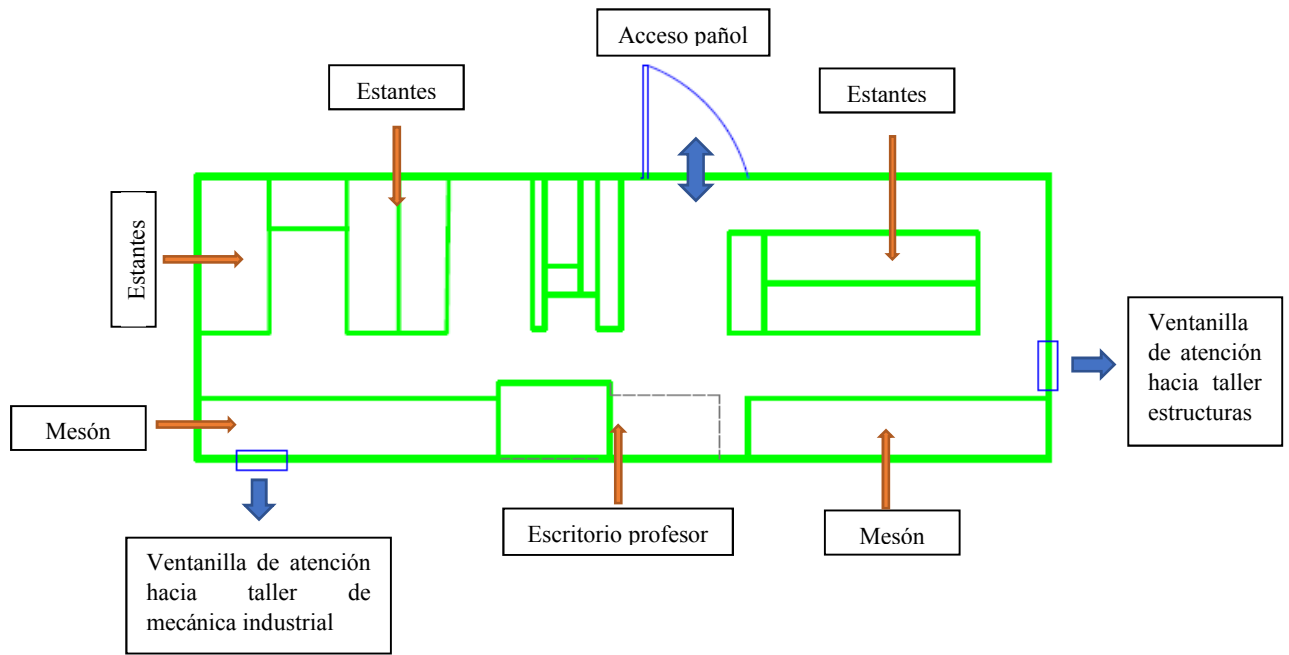 Acceso pañol
Estantes
Estantes
Estantes
Ventanilla
de atención
hacia taller
estructuras
Mesón
Escritorio profesor
Mesón
Ventanilla de atención
hacia taller de
mecánica industrial